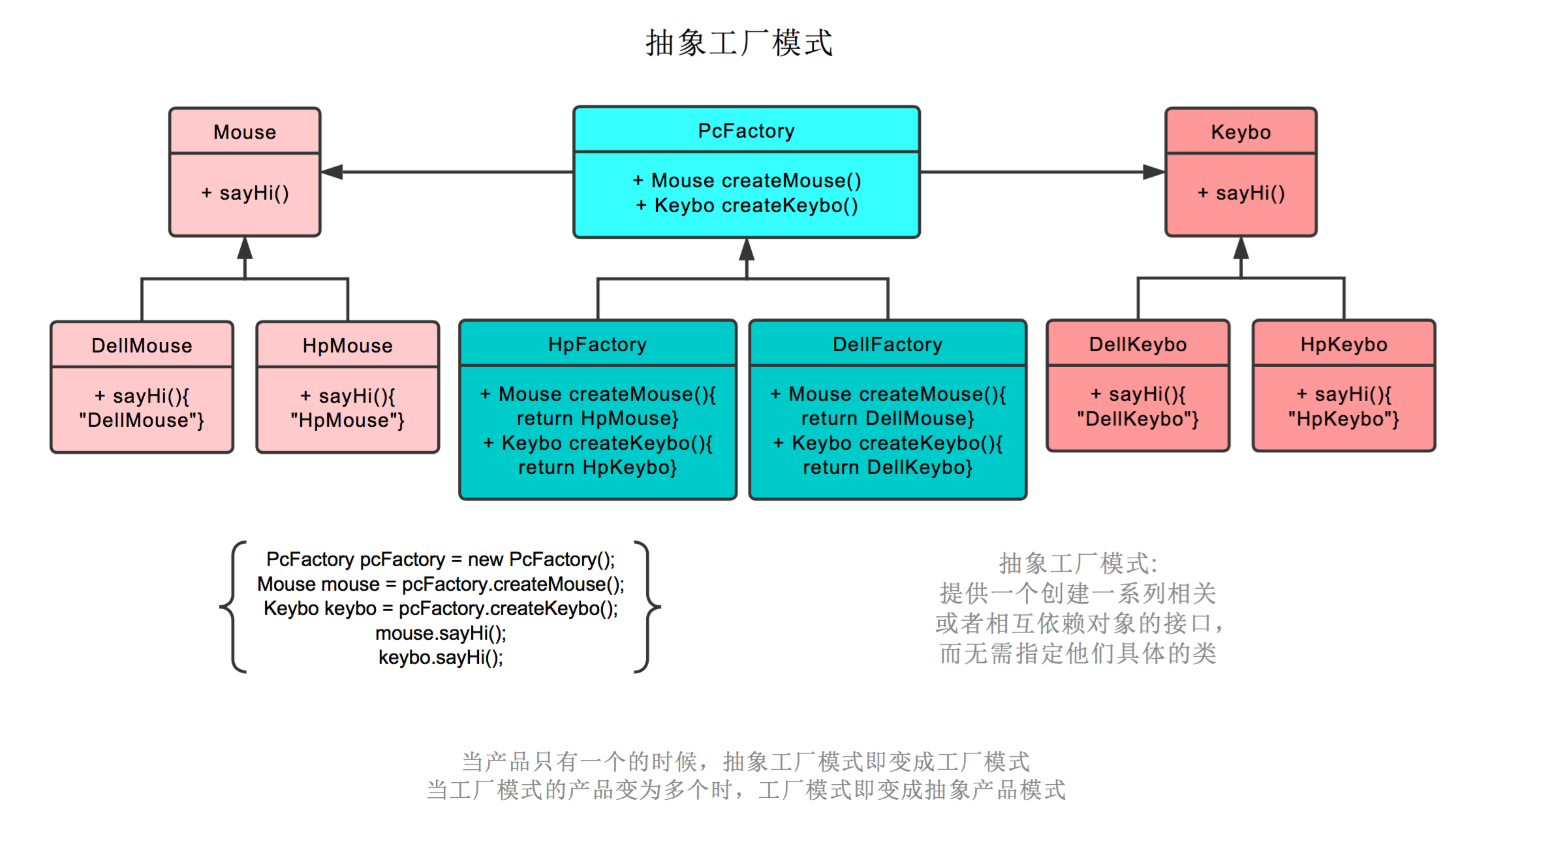 抽象工厂模式
Mouse
+ sayHi()
PcFactory
+ Mouse createMouse()
+ Keybo createKeybo()
Keybo
+ sayHi()
DellMouse
+ sayHi(){
"DellMouse"}
HpMouse
+ sayHi(){
"HpMouse"}
HpFactory
+ Mouse createMouse(){
return HpMouse}
+ Keybo createKeybo(){
return HpKeybo}
DellFactory
+ Mouse createMouse(){
return DellMouse}
+ Keybo createKeybo(){
return DellKeybo}
DellKeybo
+ sayHi(){
"DellKeybo"}
HpKeybo
+ sayHi(){
"HpKeybo"}
PcFactory pcFactory = new PcFactory();
Mouse mouse = pcFactory.createMouse();
Keybo keybo = pcFactory.createKeybo();
mouse.sayHi();
keybo.sayHi();
抽象工厂模式:
提供一个创建一系列相关
或者相互依赖对象的接口，
而无需指定他们具体的类
当产品只有一个的时候，抽象工厂模式即变成工厂模式
当工厂模式的产品变为多个时，工厂模式即变成抽象产品模式